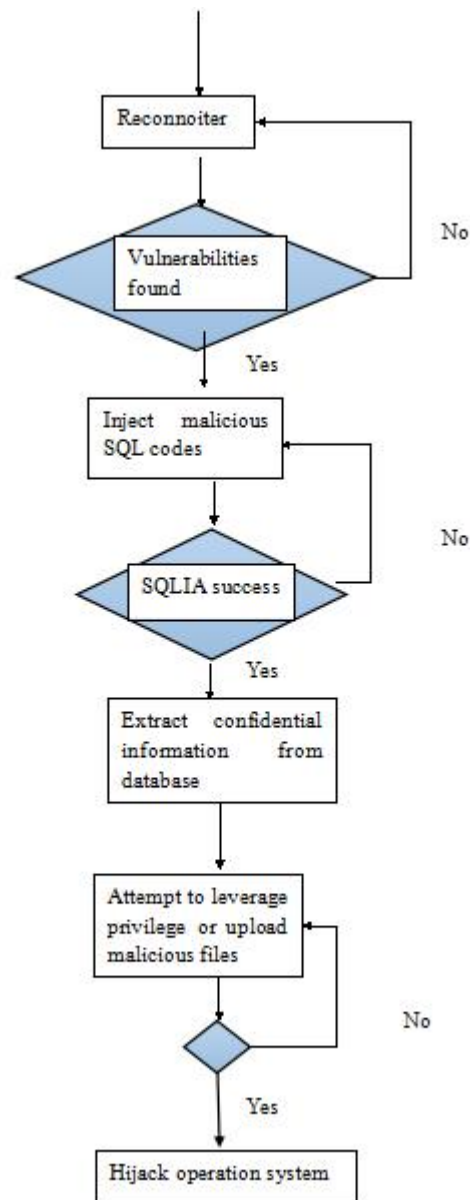 Reconnoiter
No
Vulnerabilities
found
Yes
Inject malicious
SQL codes
No
SQLIA success
Yes
Extract confidential
information from
database
Attempt to leverage
privilege or upload
malicious files
No
Yes
Hijack operation system